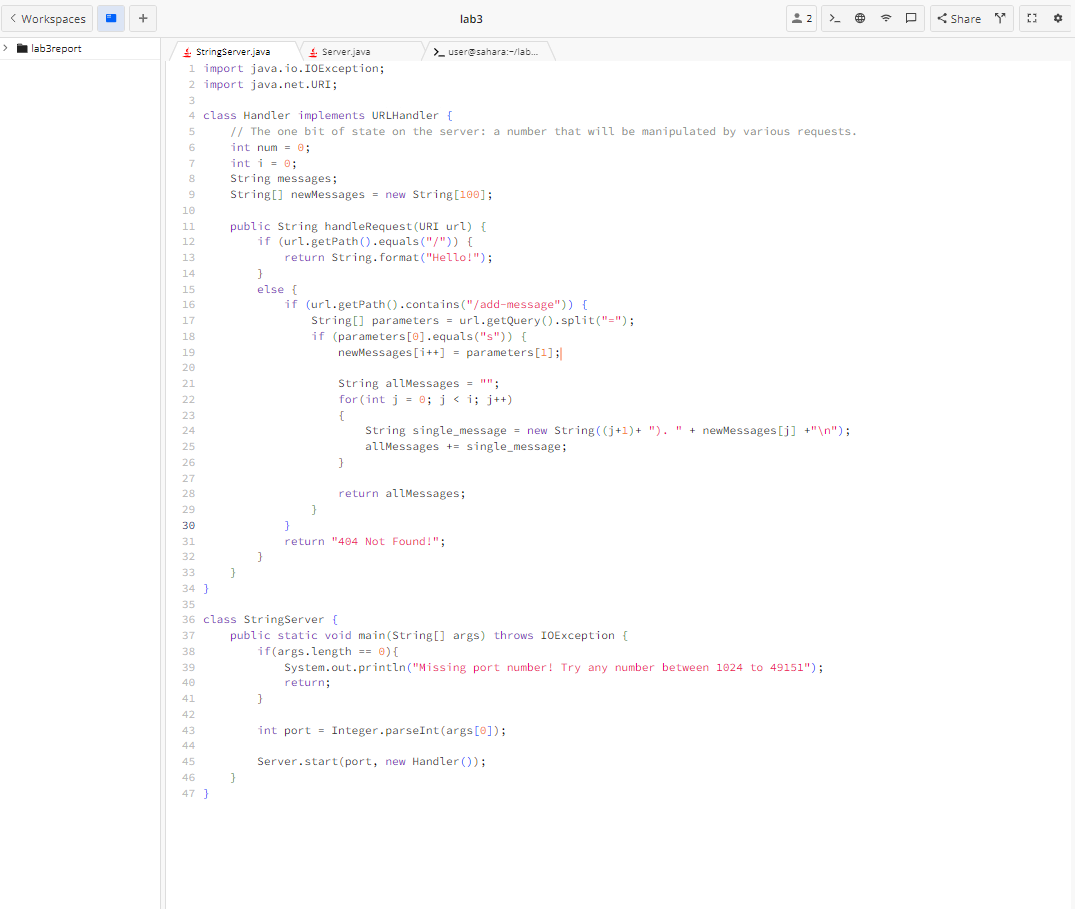 Workspaces
+
lab3
2
Share
lab3report
StringServer.java
Server.java
user@sahara:~/lab...
1 import java.io.IOException;
2 import java.net.URI;
3
4 class Handler implements URLHandler {
5     // The one bit of state on the server: a number that will be manipulated by various requests.
6     int num = 0;
7     int i = 0;
8     String messages;
9     String[] newMessages = new String[100];
10
11     public String handleRequest(URI url) {
12         if (url.getPath().equals("/")) {
13             return String.format("Hello!");
14         }
15         else {
16             if (url.getPath().contains("/add-message")) {
17                 String[] parameters = url.getQuery().split("=");
18                 if (parameters[0].equals("s")) {
19                     newMessages[i++] = parameters[1];
20
21                     String allMessages = "";
22                     for(int j = 0; j < i; j++)
23                     {
24                         String single_message = new String((j+1)+ "). " + newMessages[j] +"\n");
25                         allMessages += single_message;
26                     }
27
28                     return allMessages;
29                 }
30             }
31             return "404 Not Found!";
32         }
33     }
34 }
35
36 class StringServer {
37     public static void main(String[] args) throws IOException {
38         if(args.length == 0){
39             System.out.println("Missing port number! Try any number between 1024 to 49151");
40             return;
41         }
42
43         int port = Integer.parseInt(args[0]);
44
45         Server.start(port, new Handler());
46     }
47 }